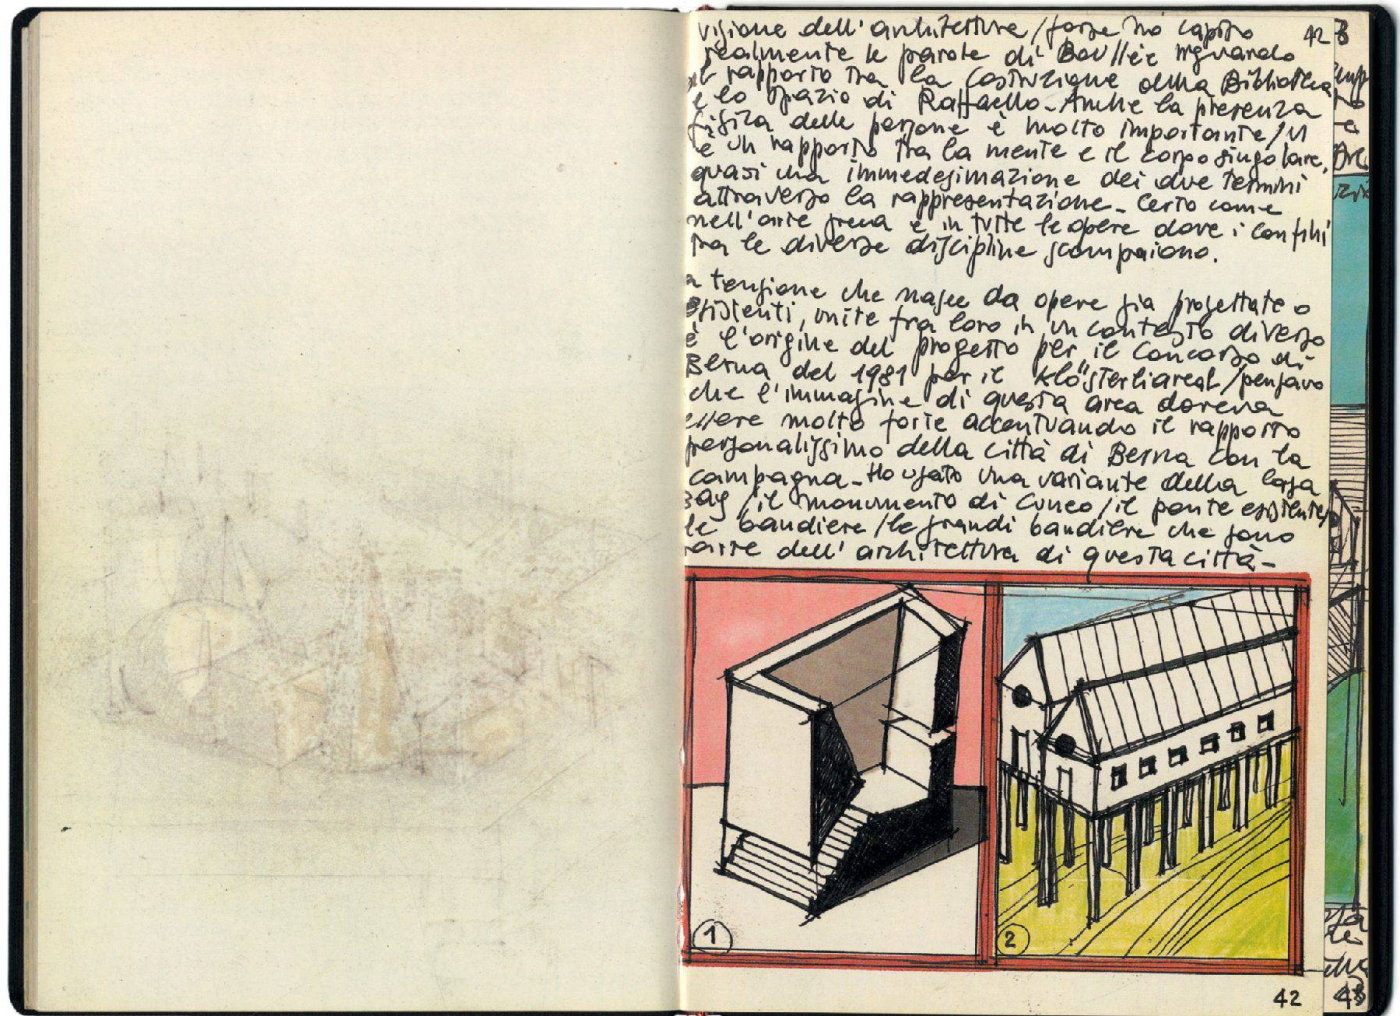 visione dell'architettura / forse ho capito 42
realmente le parole di Boullée riguardo
il rapporto tra la costruzione della Biblioteca
e lo spazio di Raffaello - Anche la presenza
fisica delle persone è molto importante / vi
è un rapporto tra la mente e il corpo singolare,
quasi una immedesimazione dei due termini
attraverso la rappresentazione - Certo come
nell'arte greca e in tutte le opere dove i confini
tra le diverse discipline scompaiono.
a tensione che nasce da opere già progettate o
esistenti, unite fra loro in un contesto diverso
è l'origine del progetto per il Concorso di
Berna del 1981 per il Klösterliareal / pensavo
che l'immagine di questa area doveva
essere molto forte accentuando il rapporto
personalissimo della città di Berna con la
campagna - Ho usato una variante della casa
Bay / il monumento di Cuneo / il ponte esistente /
le bandiere / le grandi bandiere che sono
parte dell'architettura di questa città -
1
2
42
43